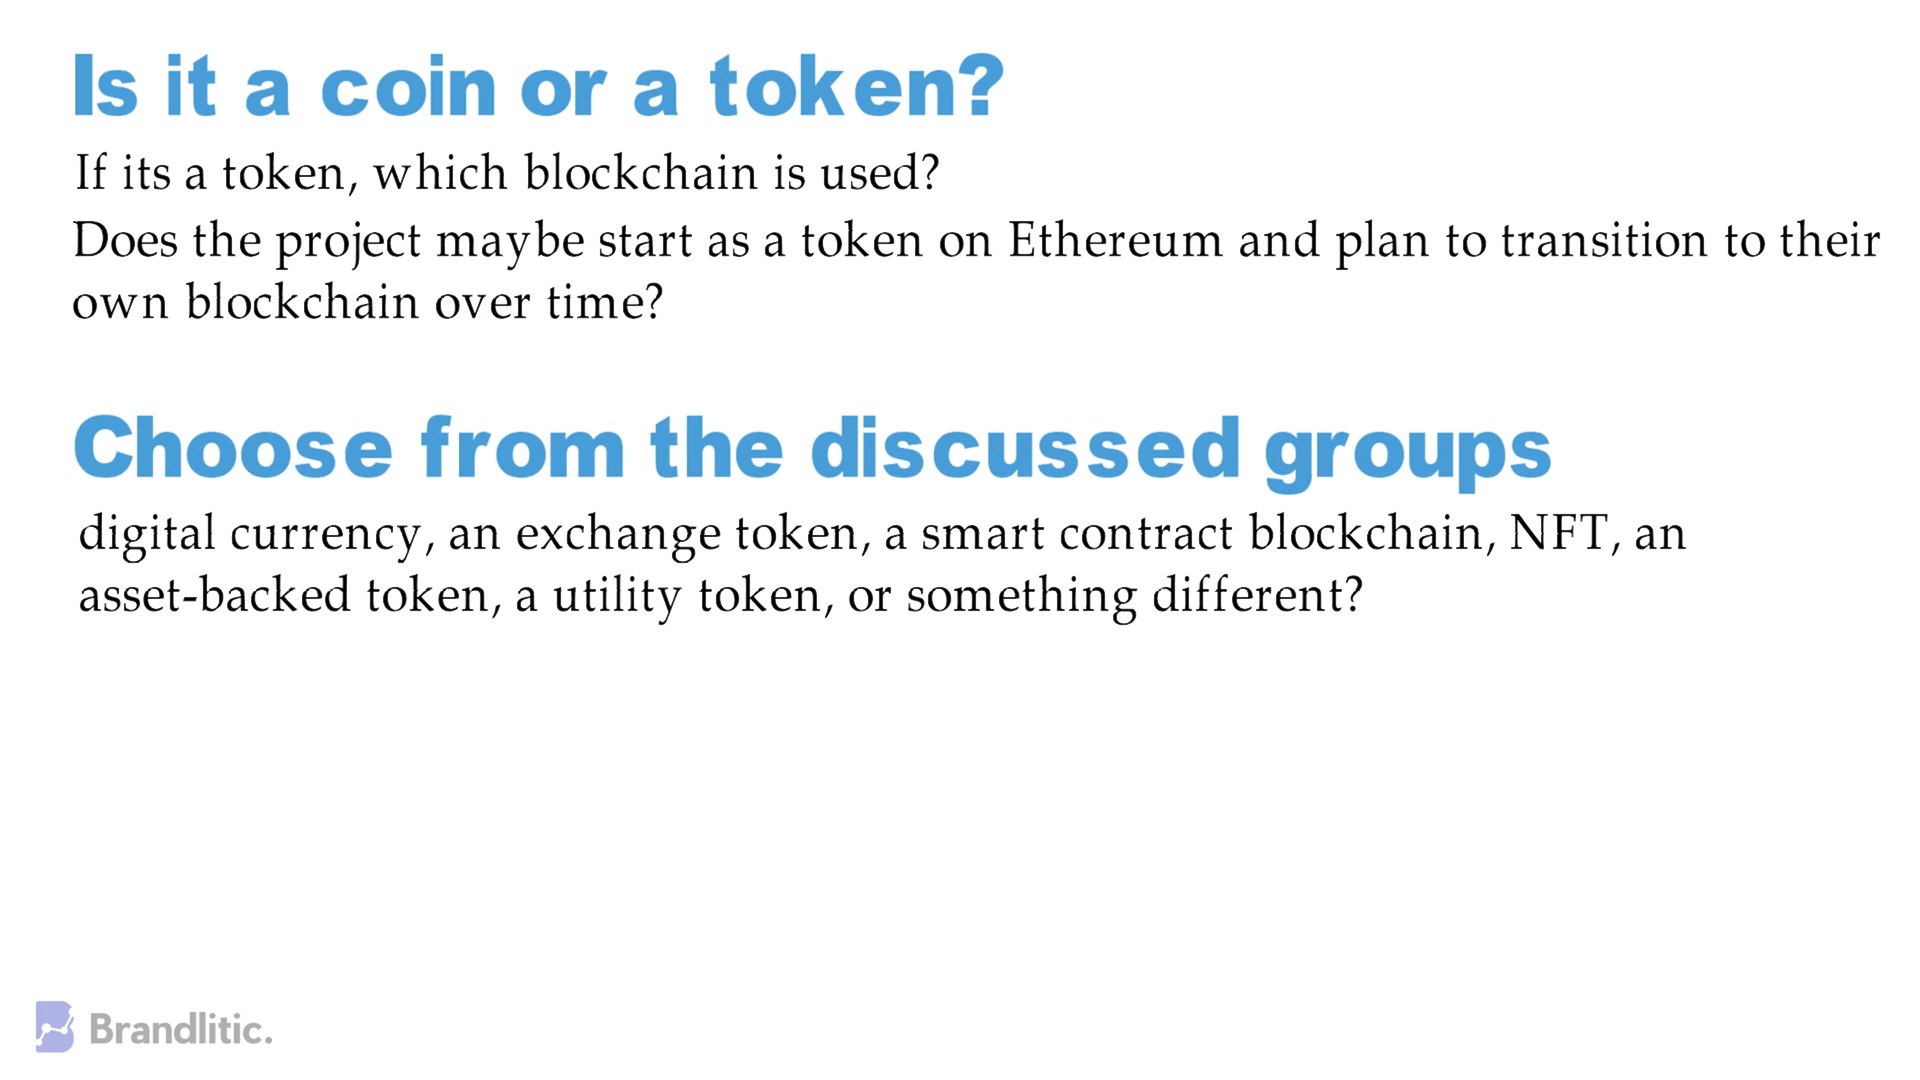 Is it a coin or a token?
If its a token, which blockchain is used?
Does the project maybe start as a token on Ethereum and plan to transition to their
own blockchain over time?
Choose from the discussed groups
digital currency, an exchange token, a smart contract blockchain, NFT, an
asset-backed token, a utility token, or something different?
Brandlitic.